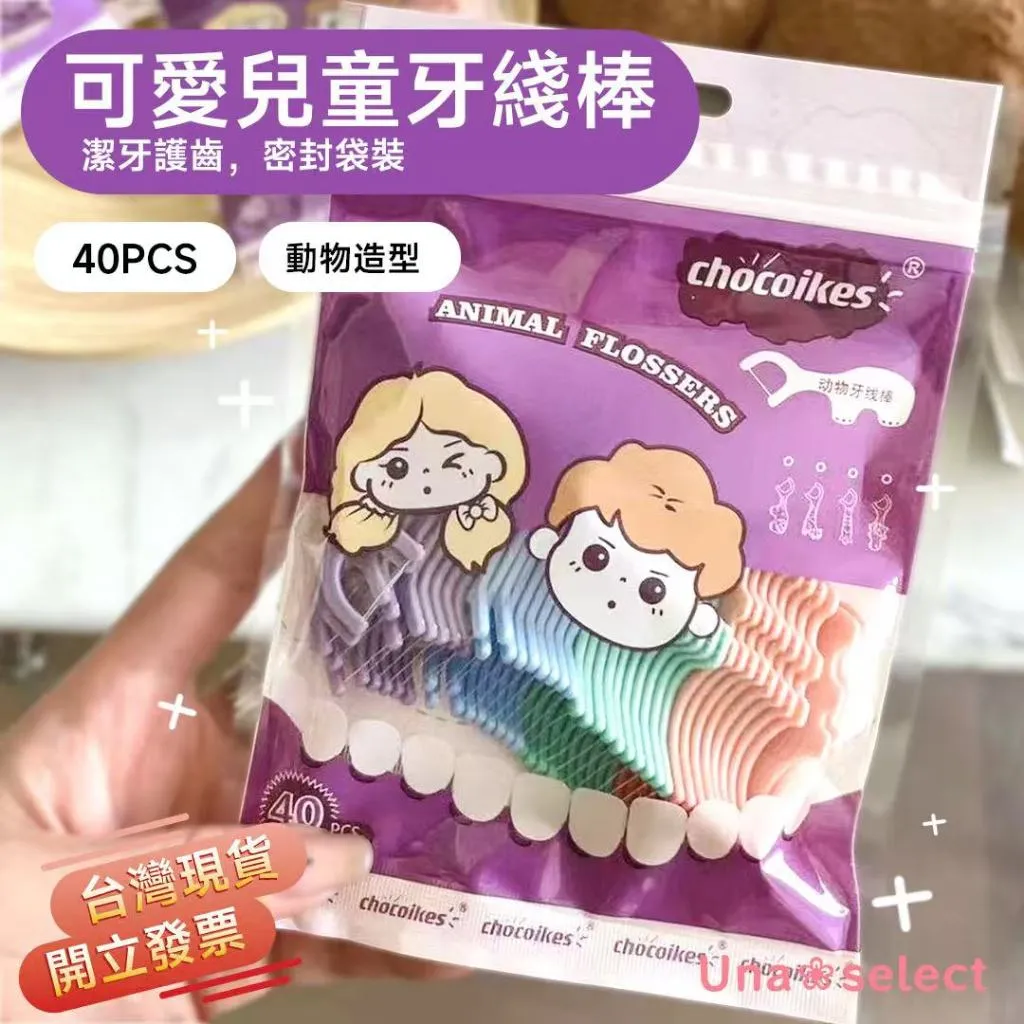 可愛兒童牙綫棒
潔牙護齒，密封袋裝
40PCS
動物造型
chocoikes®
ANIMAL FLOSSERS
动物牙线棒
40 PCS
台灣現貨
開立發票
chocoikes®
chocoikes®
chocoikes®
chocoikes
Una select